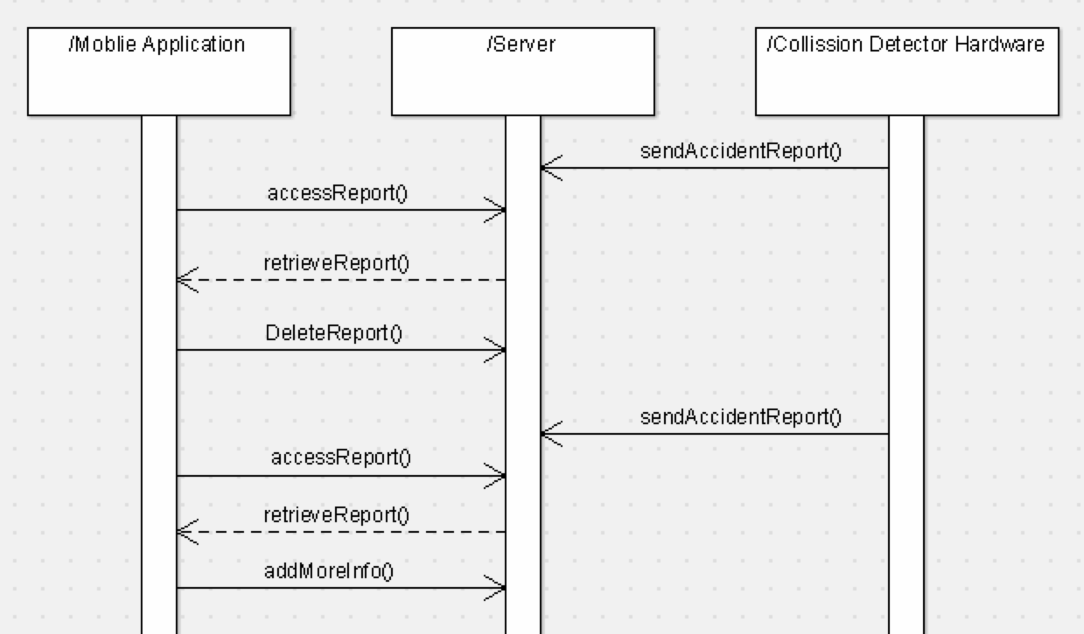 /Moblie Application
/Server
/Collission Detector Hardware
sendAccidentReport()
accessReport()
retrieveReport()
DeleteReport()
sendAccidentReport()
accessReport()
retrieveReport()
addMoreInfo()